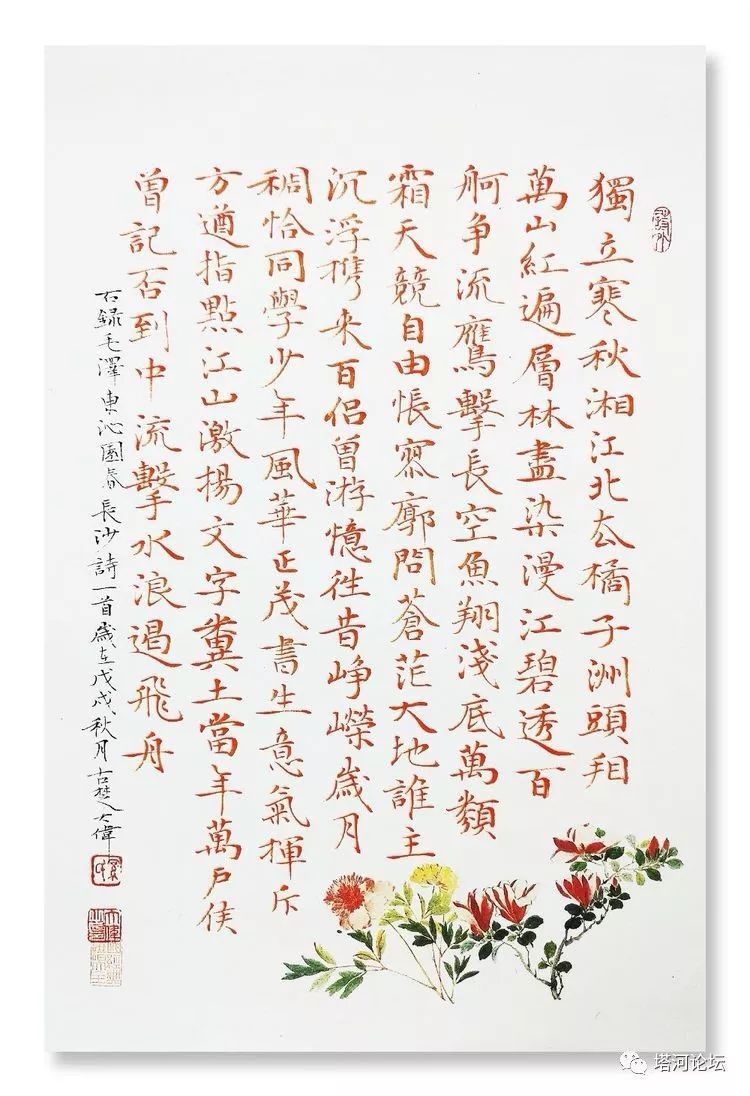 獨立寒秋湘江北去橘子洲頭看
萬山紅遍層林盡染漫江碧透百
舸争流鷹擊長空魚翔淺底萬類
霜天競自由悵寥廓問蒼茫大地誰主
沉浮携来百侣曾游憶往昔崢嶸歲月
稠恰同學少年風華正茂書生意氣揮斥
方遒指點江山激揚文字糞土當年萬户侯
曾記否到中流擊水浪遏飛舟
右録毛澤東沁園春長沙詩一首歲在戊戌秋月古楚大偉
塔河论坛